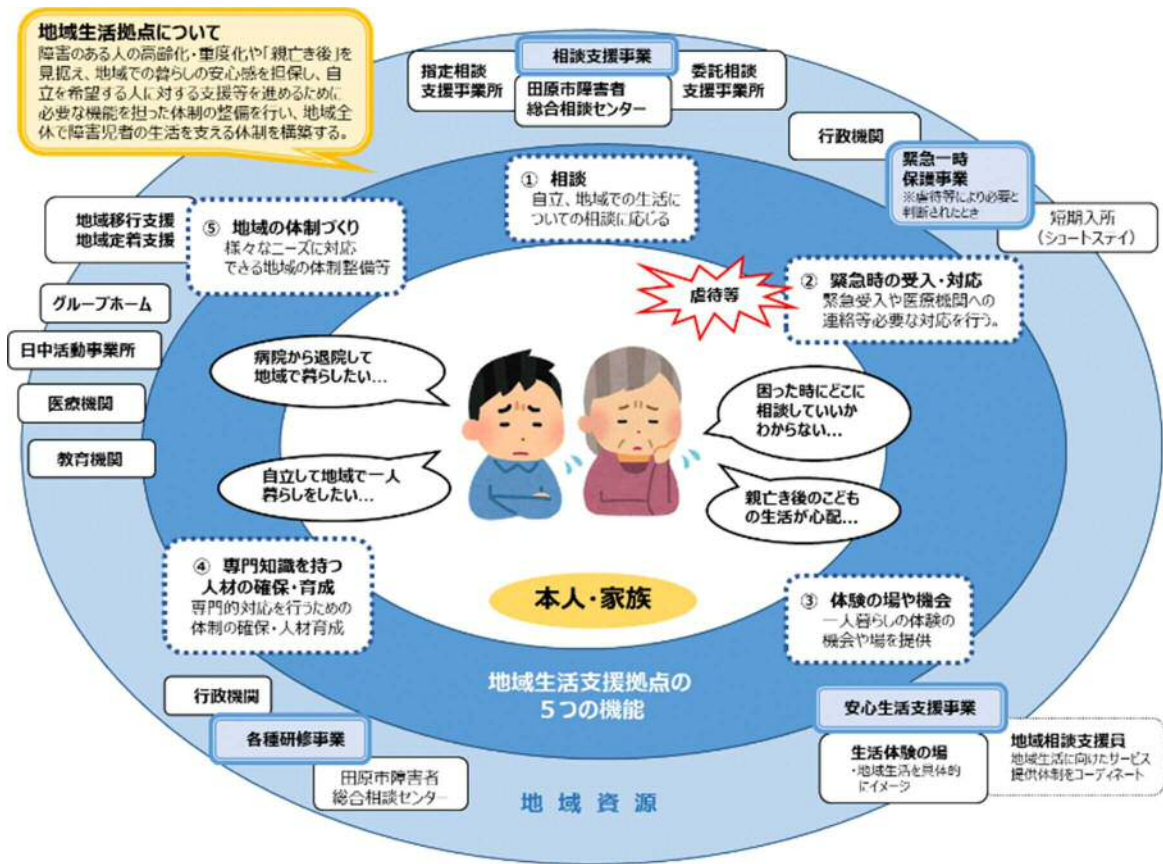 地域生活拠点について
障害のある人の高齢化・重度化や「親亡き後」を
見据え、地域での暮らしの安心感を担保し、自
立を希望する人に対する支援等を進めるために
必要な機能を担った体制の整備を行い、地域全
体で障害児者の生活を支える体制を構築する。
相談支援事業
指定相談
支援事業所
田原市障害者
総合相談センター
委託相談
支援事業所
行政機関
緊急一時
保護事業
※虐待等により必要と
判断されたとき
短期入所
（ショートステイ）
① 相談
自立、地域での生活に
ついての相談に応じる
地域移行支援
地域定着支援
⑤ 地域の体制づくり
様々なニーズに対応
できる地域の体制整備等
虐待等
② 緊急時の受入・対応
緊急受入や医療機関への
連絡等必要な対応を行う。
グループホーム
日中活動事業所
医療機関
教育機関
病院から退院して
地域で暮らしたい…
困った時にどこに
相談していいか
わからない…
自立して地域で一人
暮らしをしたい…
親亡き後のこども
の生活が心配…
④ 専門知識を持つ
人材の確保・育成
専門的対応を行うための
体制の確保・人材育成
本人・家族
③ 体験の場や機会
一人暮らしの体験の
機会や場を提供
地域生活支援拠点の
５つの機能
行政機関
各種研修事業
田原市障害者
総合相談センター
安心生活支援事業
生活体験の場
・地域生活を具体的
にイメージ
地域相談支援員
地域生活に向けたサービス
提供体制をコーディネート
地域資源